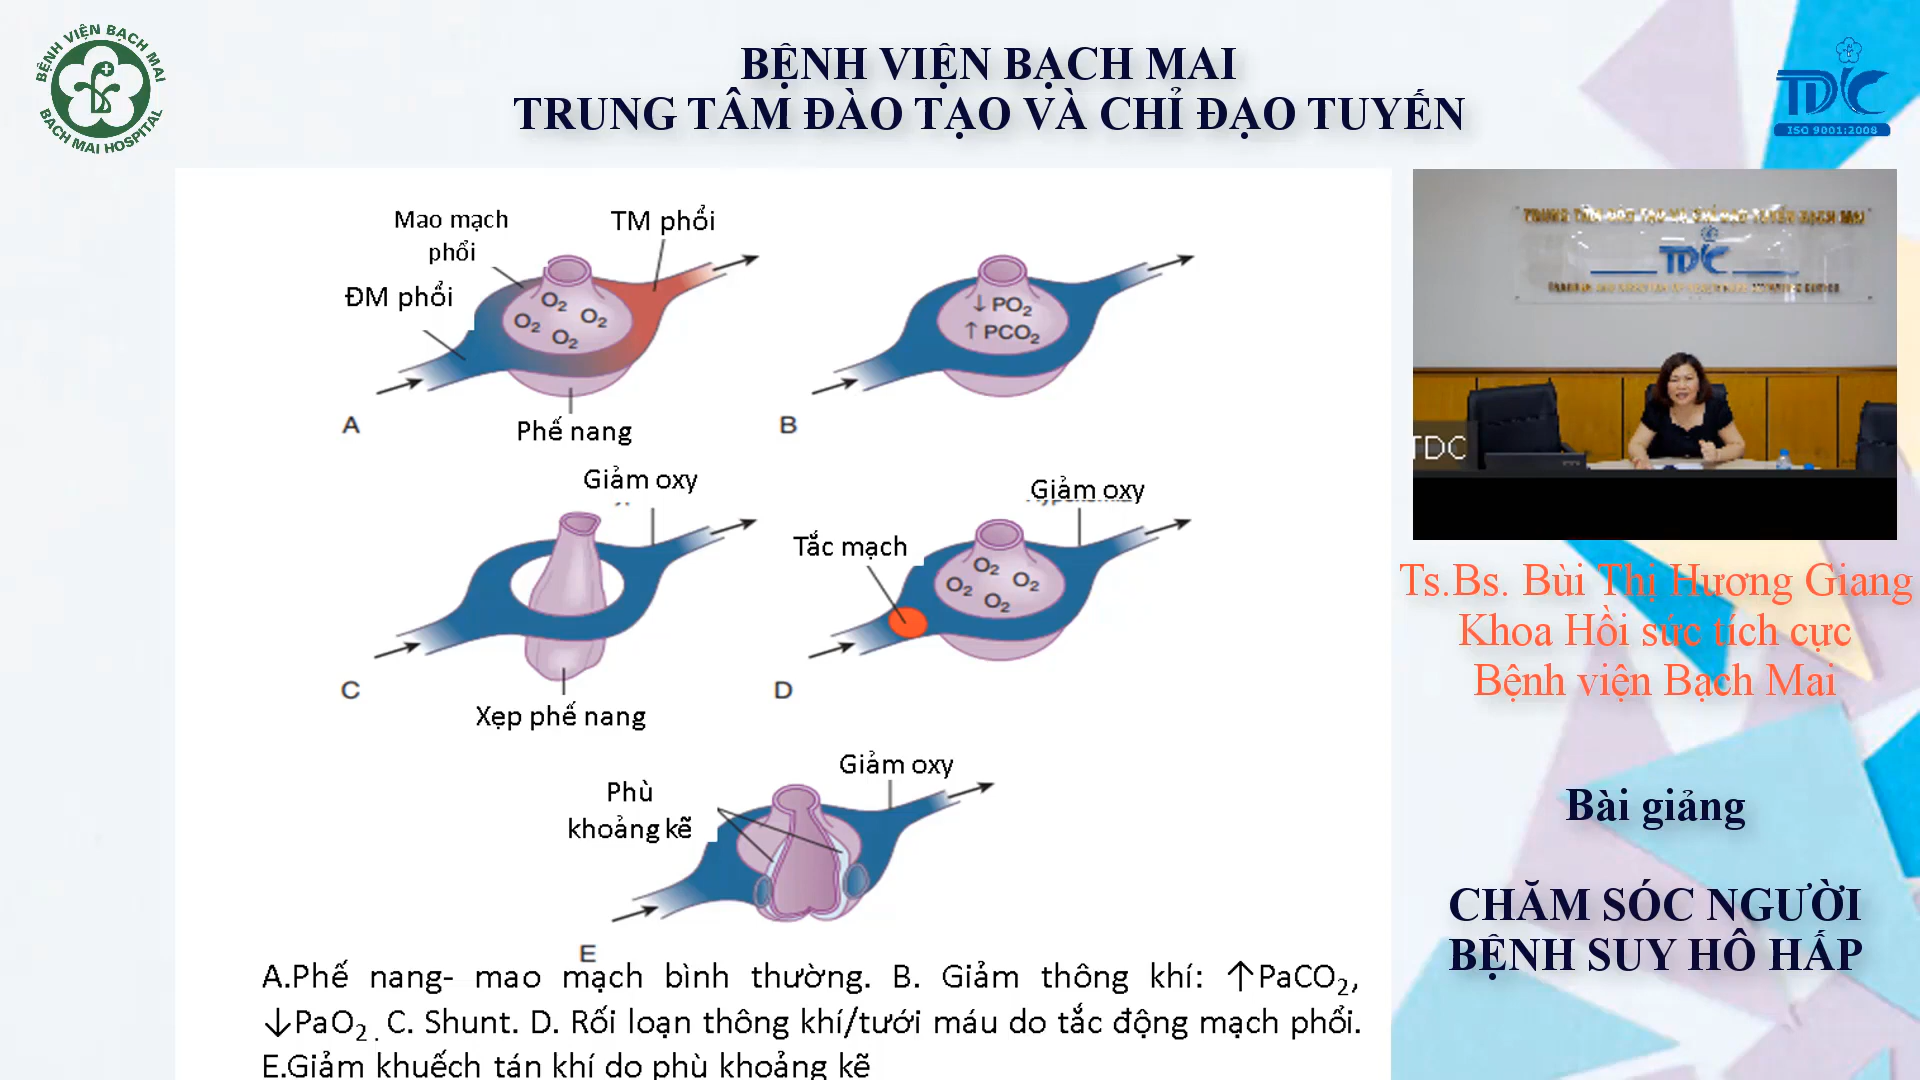 BỆNH VIỆN BẠCH MAI
BACH MAI HOSPITAL
BỆNH VIỆN BẠCH MAI
TRUNG TÂM ĐÀO TẠO VÀ CHỈ ĐẠO TUYẾN
TDC
ISO 9001:2008
Mao mạch
phổi
TM phổi
ĐM phổi
O2
O2
O2
O2
Phế nang
A
↓ PO2
↑ PCO2
B
Giảm oxy
Xẹp phế nang
C
Giảm oxy
Tắc mạch
O2
O2
O2
O2
D
Giảm oxy
Phù
khoảng kẽ
E
A.Phế nang- mao mạch bình thường. B. Giảm thông khí: ↑PaCO2,
↓PaO2 . C. Shunt. D. Rối loạn thông khí/tưới máu do tắc động mạch phổi.
E.Giảm khuếch tán khí do phù khoảng kẽ
TDC
TDC
Ts.Bs. Bùi Thị Hương Giang
Khoa Hồi sức tích cực
Bệnh viện Bạch Mai
Bài giảng
CHĂM SÓC NGƯỜI
BỆNH SUY HÔ HẤP